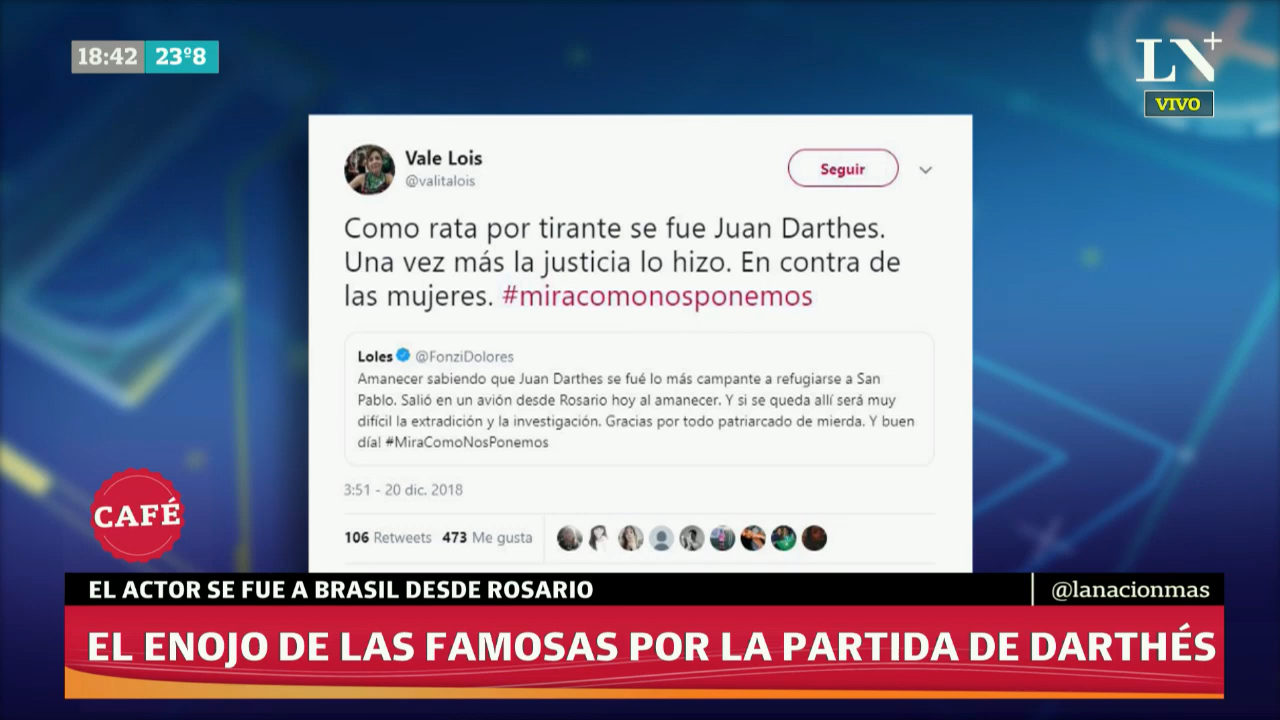 18:42 23º8
LN+
VIVO
Vale Lois
@valitalois
Seguir
Como rata por tirante se fue Juan Darthes.
Una vez más la justicia lo hizo. En contra de
las mujeres. #miracomonosponemos
Loles @FonziDolores
Amanecer sabiendo que Juan Darthes se fué lo más campante a refugiarse a San
Pablo. Salió en un avión desde Rosario hoy al amanecer. Y si se queda allí será muy
difícil la extradición y la investigación. Gracias por todo patriarcado de mierda. Y buen
día! #MiraComoNosPonemos
3:51 - 20 dic. 2018
106 Retweets 473 Me gusta
CAFÉ
EL ACTOR SE FUE A BRASIL DESDE ROSARIO
@lanacionmas
EL ENOJO DE LAS FAMOSAS POR LA PARTIDA DE DARTHÉS